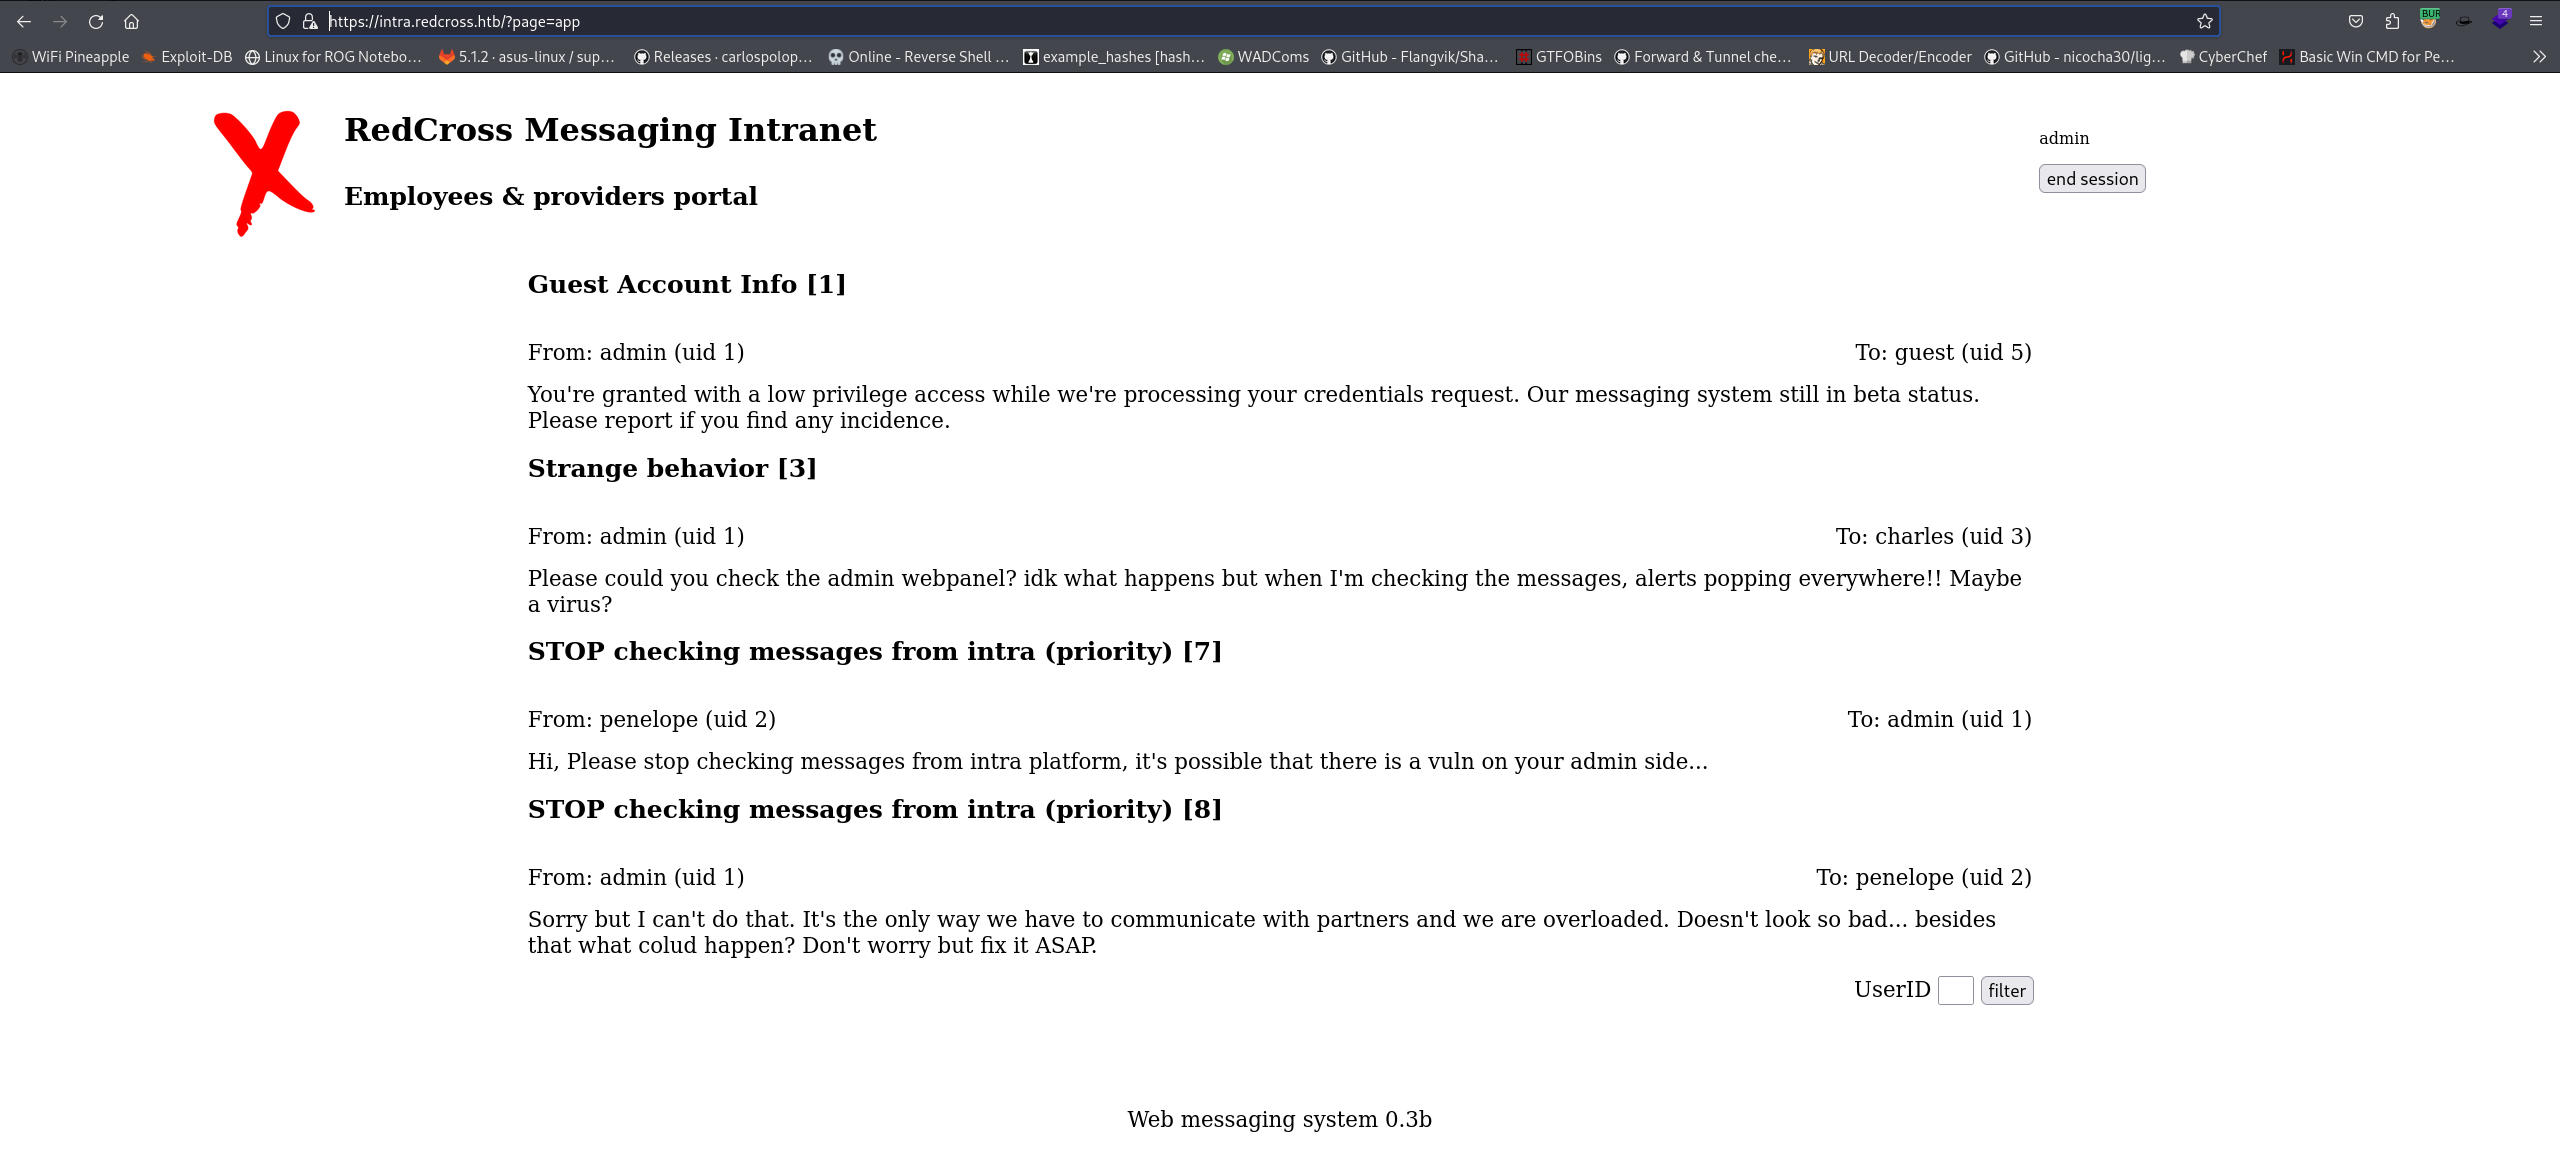 https://intra.redcross.htb/?page=app
BUR
4
WiFi Pineapple Exploit-DB Linux for ROG Notebo… 5.1.2 · asus-linux / sup… Releases · carlospolop… Online - Reverse Shell … example_hashes [hash… WADComs GitHub - Flangvik/Sha… GTFOBins Forward & Tunnel che… URL Decoder/Encoder GitHub - nicocha30/lig… CyberChef Basic Win CMD for Pe…
RedCross Messaging Intranet
admin
end session
Employees & providers portal
Guest Account Info [1]
From: admin (uid 1) To: guest (uid 5)
You're granted with a low privilege access while we're processing your credentials request. Our messaging system still in beta status.
Please report if you find any incidence.
Strange behavior [3]
From: admin (uid 1) To: charles (uid 3)
Please could you check the admin webpanel? idk what happens but when I'm checking the messages, alerts popping everywhere!! Maybe
a virus?
STOP checking messages from intra (priority) [7]
From: penelope (uid 2) To: admin (uid 1)
Hi, Please stop checking messages from intra platform, it's possible that there is a vuln on your admin side...
STOP checking messages from intra (priority) [8]
From: admin (uid 1) To: penelope (uid 2)
Sorry but I can't do that. It's the only way we have to communicate with partners and we are overloaded. Doesn't look so bad... besides
that what colud happen? Don't worry but fix it ASAP.
UserID filter
Web messaging system 0.3b